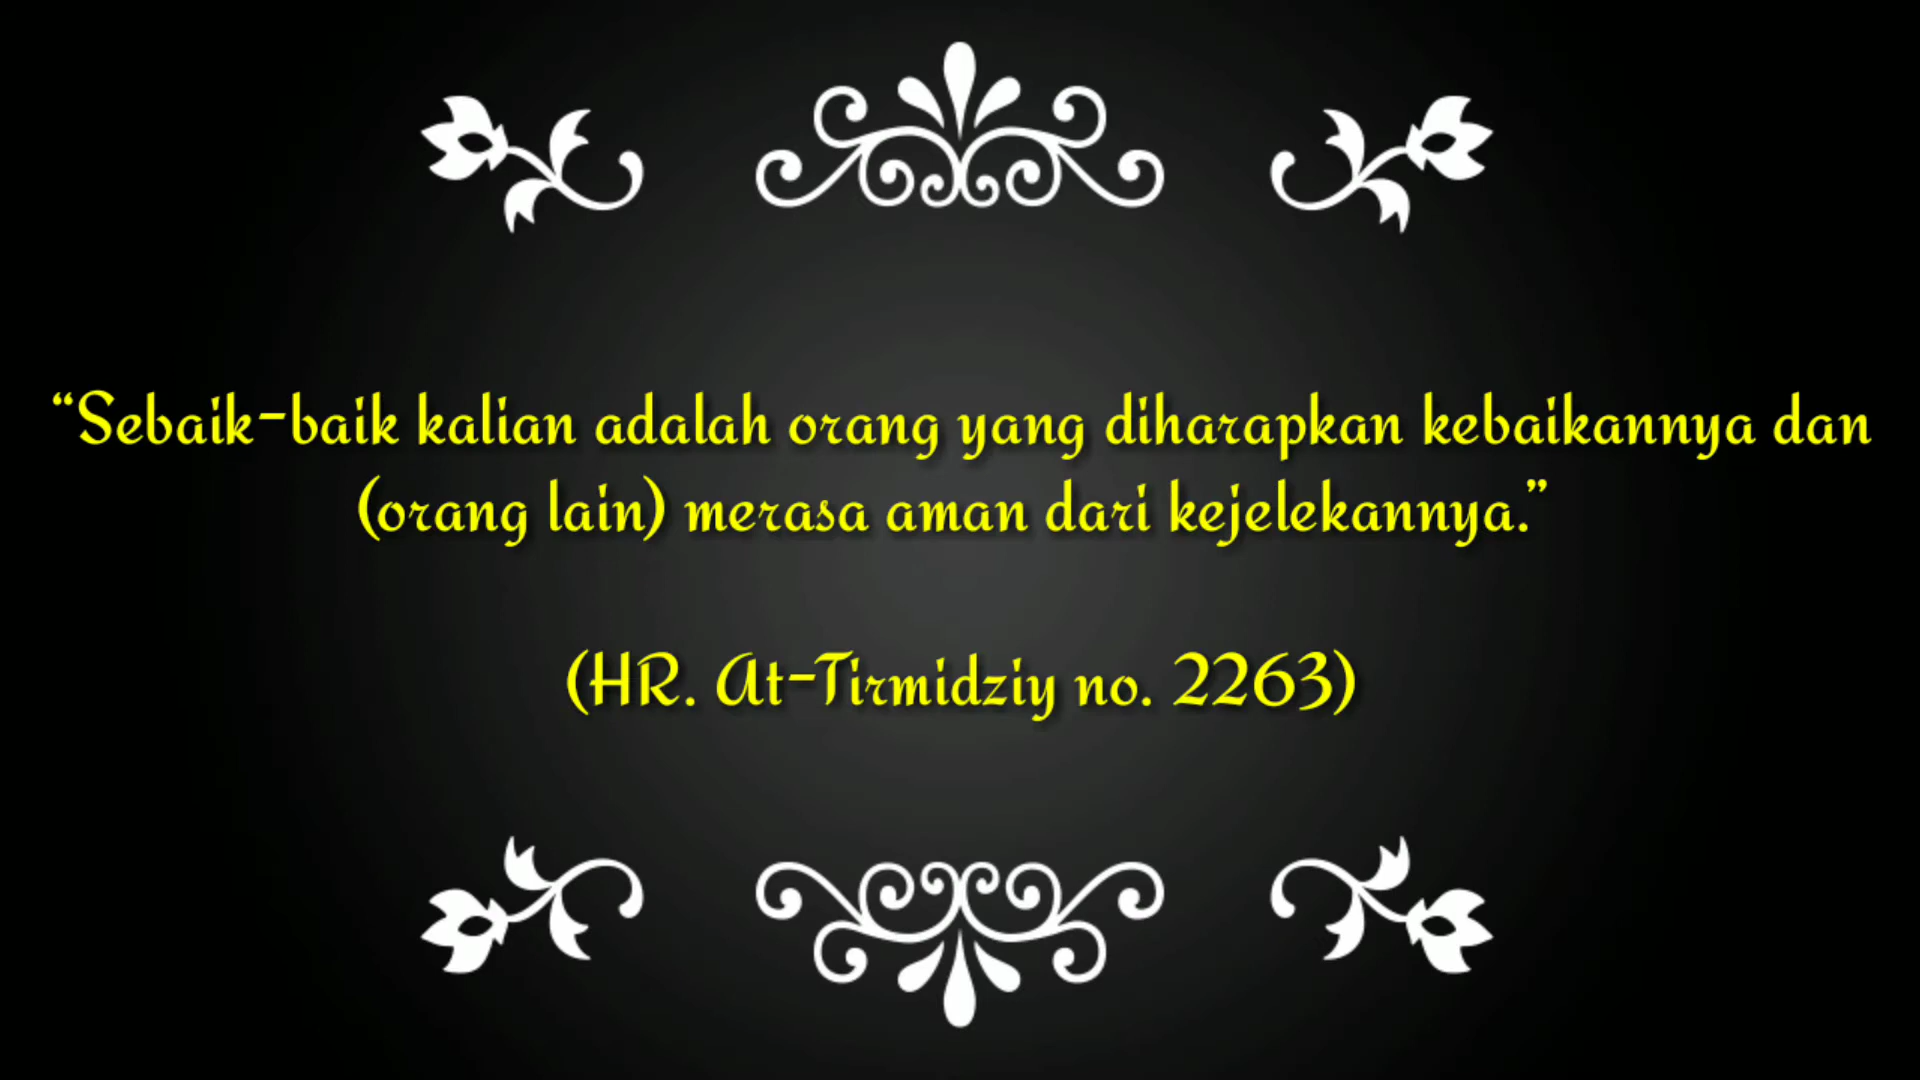 “Sebaik-baik kalian adalah orang yang diharapkan kebaikannya dan
(orang lain) merasa aman dari kejelekannya.”
(HR. At-Tirmidziy no. 2263)